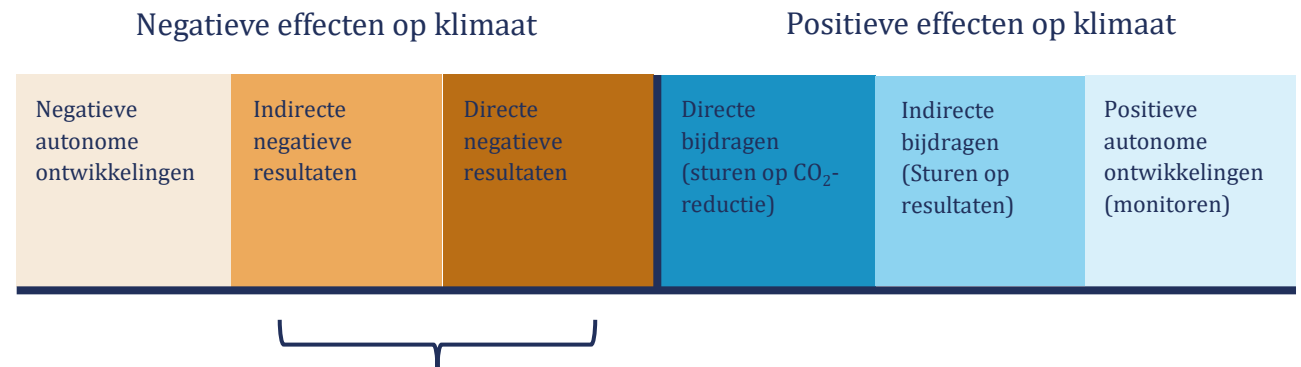 Negatieve effecten op klimaat
Positieve effecten op klimaat
Negatieve
autonome
ontwikkelingen
Indirecte
negatieve
resultaten
Directe
negatieve
resultaten
Directe
bijdragen
(sturen op CO₂-
reductie)
Indirecte
bijdragen
(Sturen op
resultaten)
Positieve
autonome
ontwikkelingen
(monitoren)